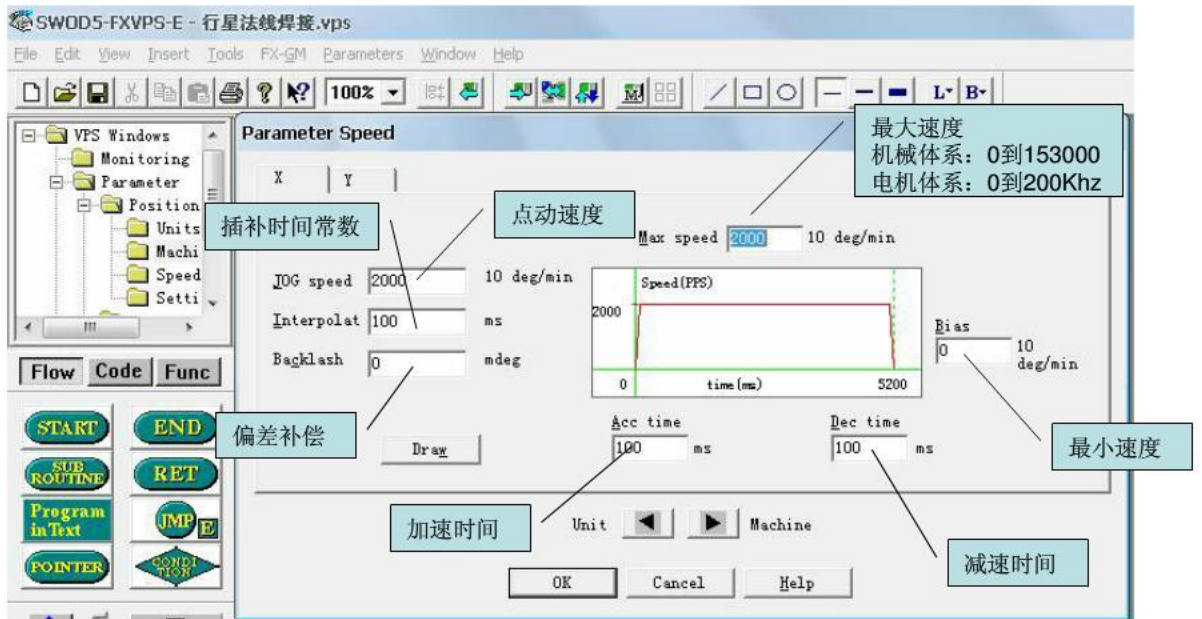 SWOD5-FXVPS-E - 行星法线焊接.vps
File Edit View Insert Tools FX-GM Parameters Window Help
100%
M
L
B
VPS Windows
Monitoring
Parameter
Position
Units
Machi
Speed
Setti
Flow Code Func
START END
SUB ROUTINE RET
Program in Text JMP E
POINTER CONDI TION
Parameter Speed
X Y
最大速度
机械体系：0到153000
电机体系：0到200Khz
插补时间常数
点动速度
Max speed 2000 10 deg/min
JOG speed 2000 10 deg/min
Interpolat 100 ms
Backlash 0 mdeg
Speed(PPS)
2000
0 time(ms) 5200
Bias
0 10 deg/min
偏差补偿
Draw
Acc time
100 ms
Dec time
100 ms
最小速度
加速时间
Unit Machine
减速时间
OK Cancel Help